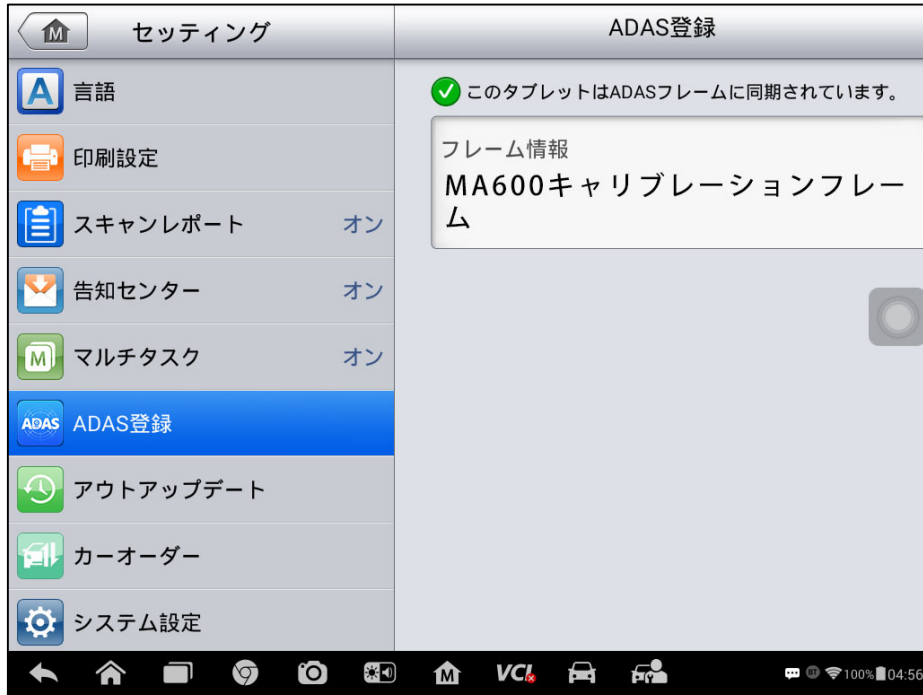 M
セッティング
ADAS登録
A
言語
印刷設定
スキャンレポート オン
告知センター オン
M
マルチタスク オン
ADAS
ADAS登録
アウトアップデート
カーオーダー
システム設定
このタブレットはADASフレームに同期されています。
フレーム情報
MA600キャリブレーションフレー
ム
M
VCI
BT
100%
04:56